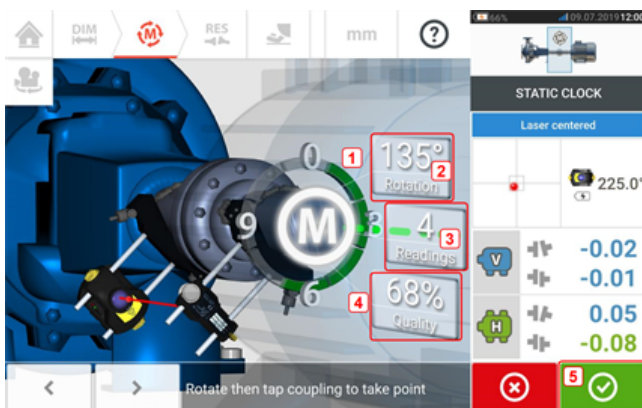 DIM
M
RES
mm
?
66%
09.07.2019 12:00
STATIC CLOCK
Laser centered
225.0°
0
3
6
9
M
1
135°
2
Rotation
4
3
Readings
4
68%
Quality
V
-0.02
-0.01
H
0.05
-0.08
Rotate then tap coupling to take point
5